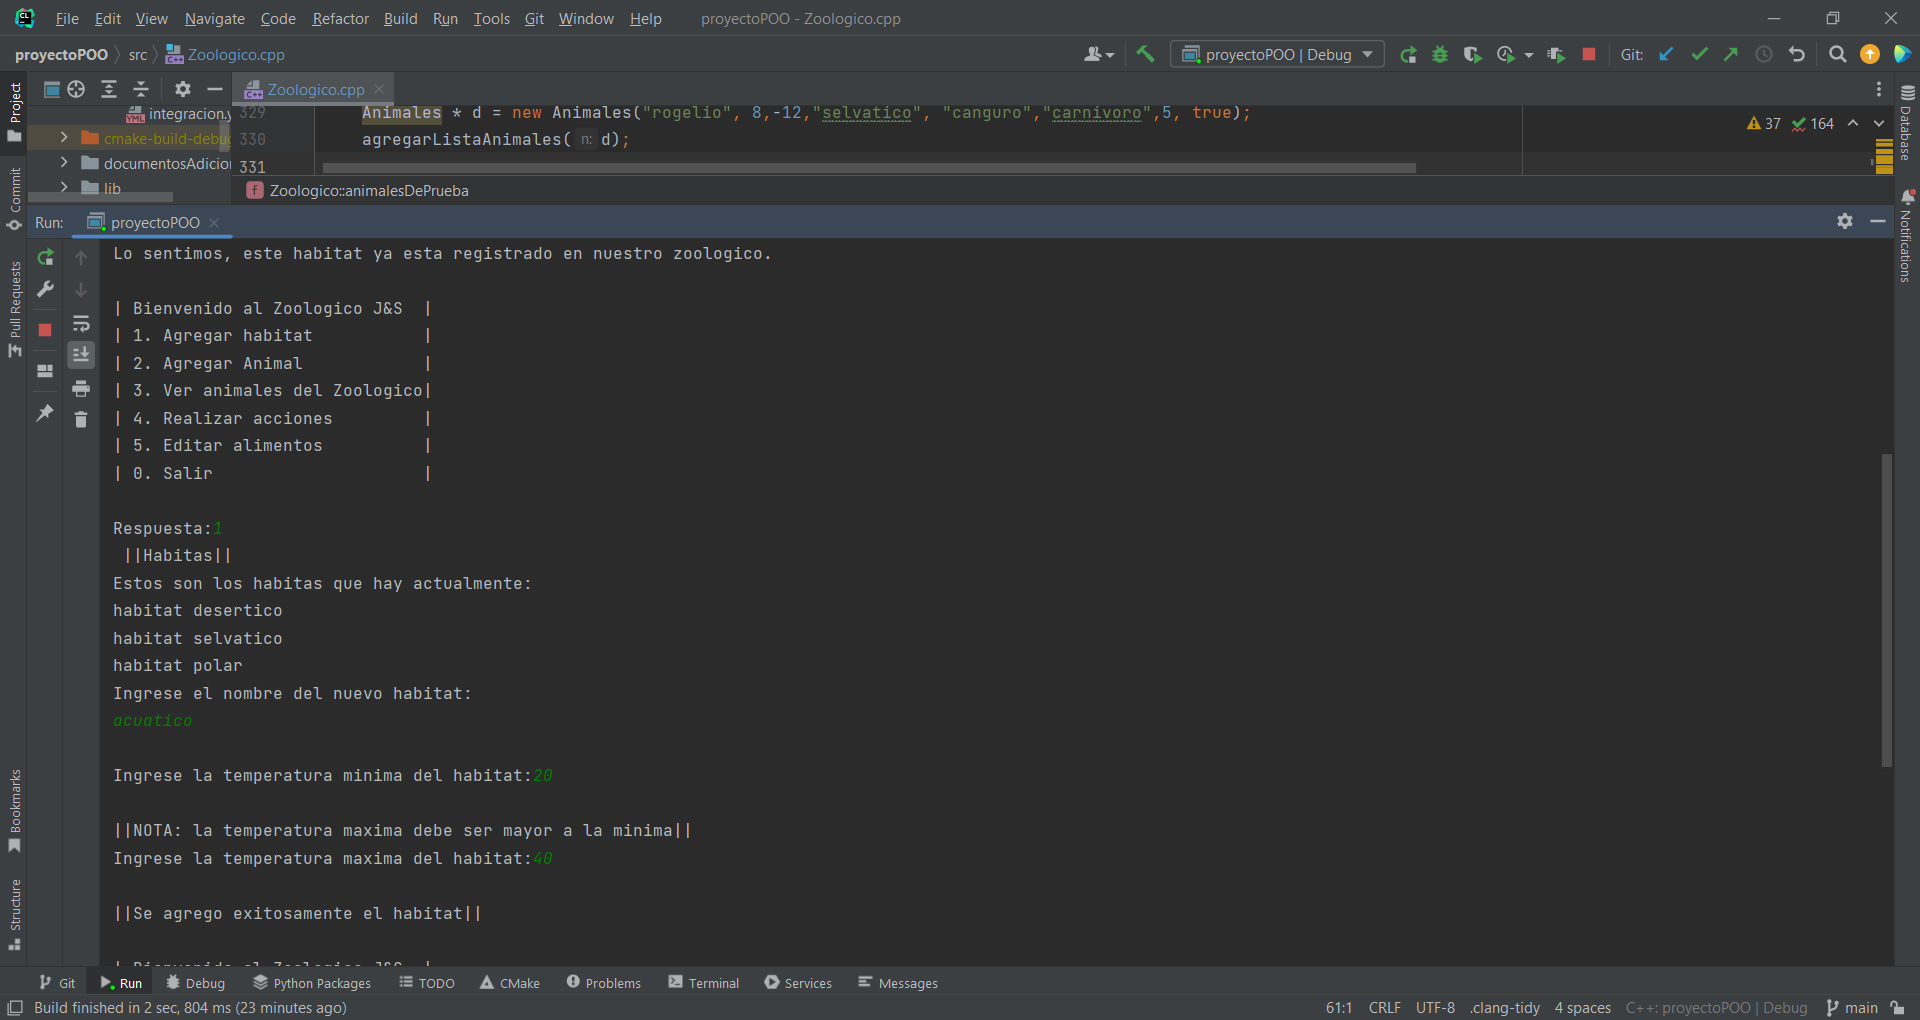 File Edit View Navigate Code Refactor Build Run Tools Git Window Help proyectoPOO - Zoologico.cpp
proyectoPOO src Zoologico.cpp proyectoPOO | Debug Git:
Project
Zoologico.cpp
integracion.y
329 Animales * d = new Animales("rogelio", 8,-12,"selvatico", "canguro","carnivoro",5, true);
cmake-build-debug
330 agregarListaAnimales( n: d);
37 164
documentosAdicion
331
lib
Zoologico::animalesDePrueba
Database
Commit
Notifications
Pull Requests
Run: proyectoPOO
Lo sentimos, este habitat ya esta registrado en nuestro zoologico.
| Bienvenido al Zoologico J&S |
| 1. Agregar habitat |
| 2. Agregar Animal |
| 3. Ver animales del Zoologico|
| 4. Realizar acciones |
| 5. Editar alimentos |
| 0. Salir |
Respuesta:1
||Habitas||
Estos son los habitas que hay actualmente:
habitat desertico
habitat selvatico
habitat polar
Ingrese el nombre del nuevo habitat:
acuatico
Ingrese la temperatura minima del habitat:20
||NOTA: la temperatura maxima debe ser mayor a la minima||
Ingrese la temperatura maxima del habitat:40
||Se agrego exitosamente el habitat||
| Bienvenido al Zoologico J&S |
Bookmarks
Structure
Git Run Debug Python Packages TODO CMake Problems Terminal Services Messages
Build finished in 2 sec, 804 ms (23 minutes ago) 61:1 CRLF UTF-8 .clang-tidy 4 spaces C++: proyectoPOO | Debug main